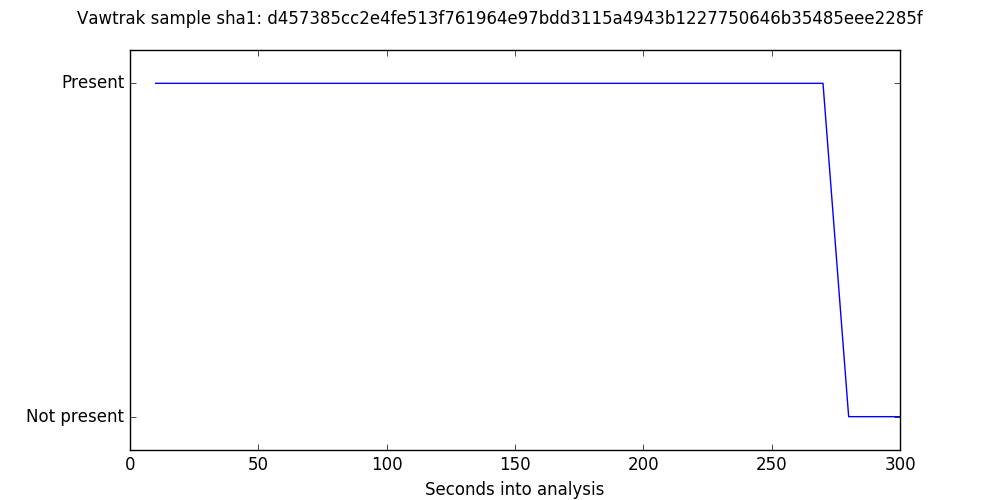 Vawtrak sample sha1: d457385cc2e4fe513f761964e97bdd3115a4943b1227750646b35485eee2285f
Present
Not present
0 50 100 150 200 250 300
Seconds into analysis